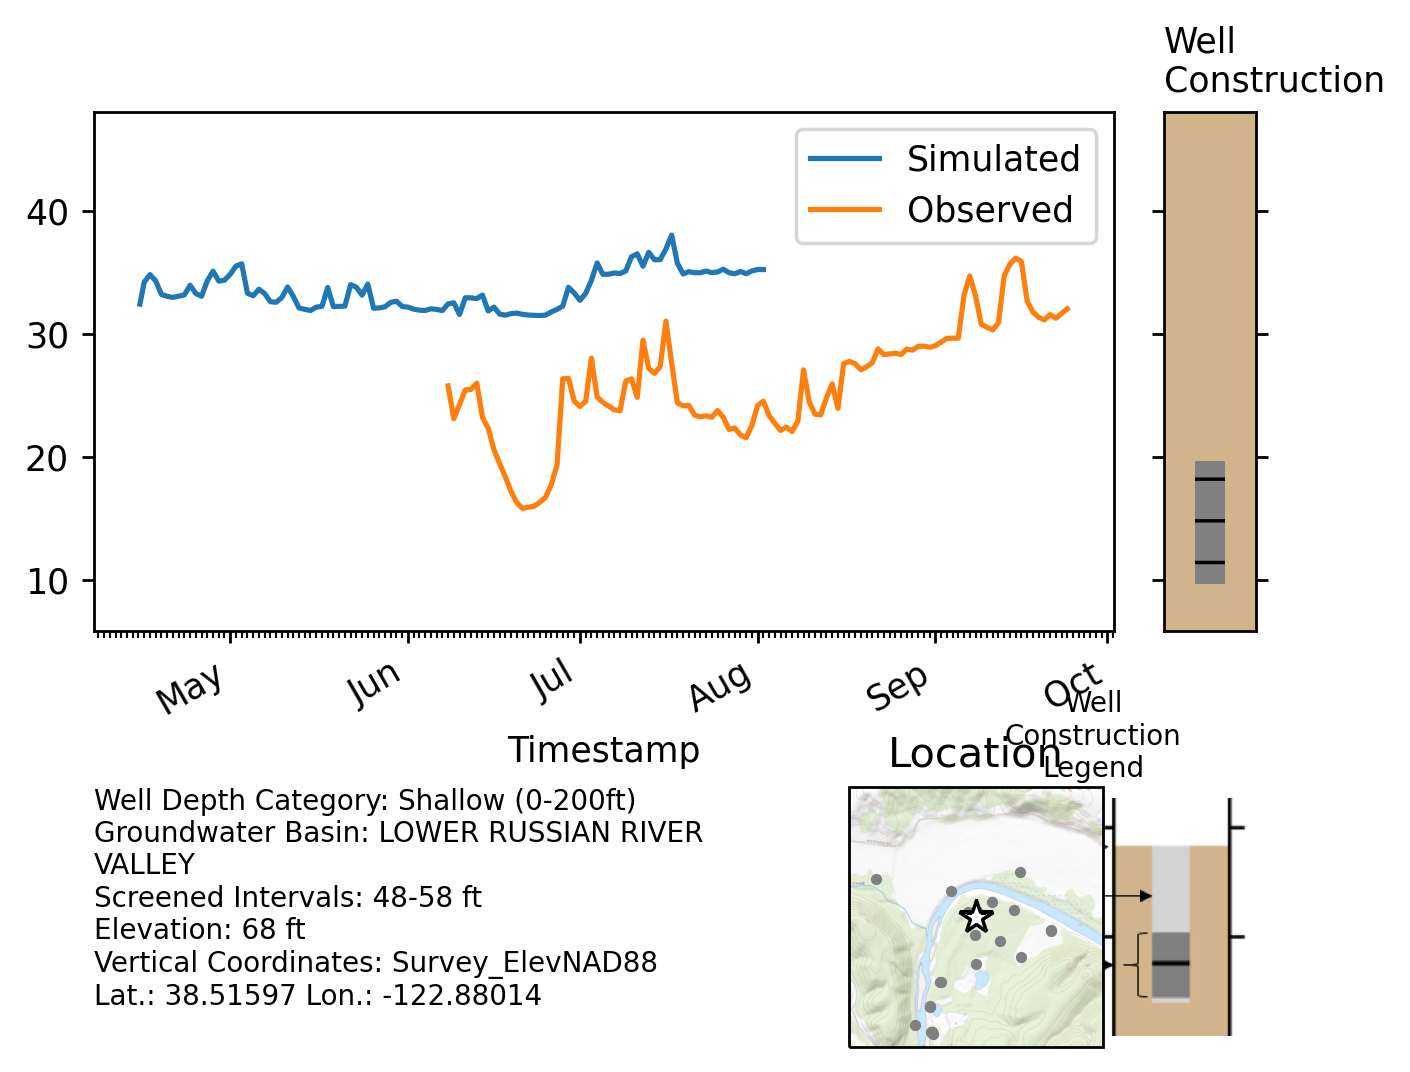 Well
Construction
Simulated
Observed
40
30
20
10
May
Jun
Jul
Aug
Sep
Oct
Timestamp
Well
Construction
Legend
Location
Well Depth Category: Shallow (0-200ft)
Groundwater Basin: LOWER RUSSIAN RIVER
VALLEY
Screened Intervals: 48-58 ft
Elevation: 68 ft
Vertical Coordinates: Survey_ElevNAD88
Lat.: 38.51597 Lon.: -122.88014